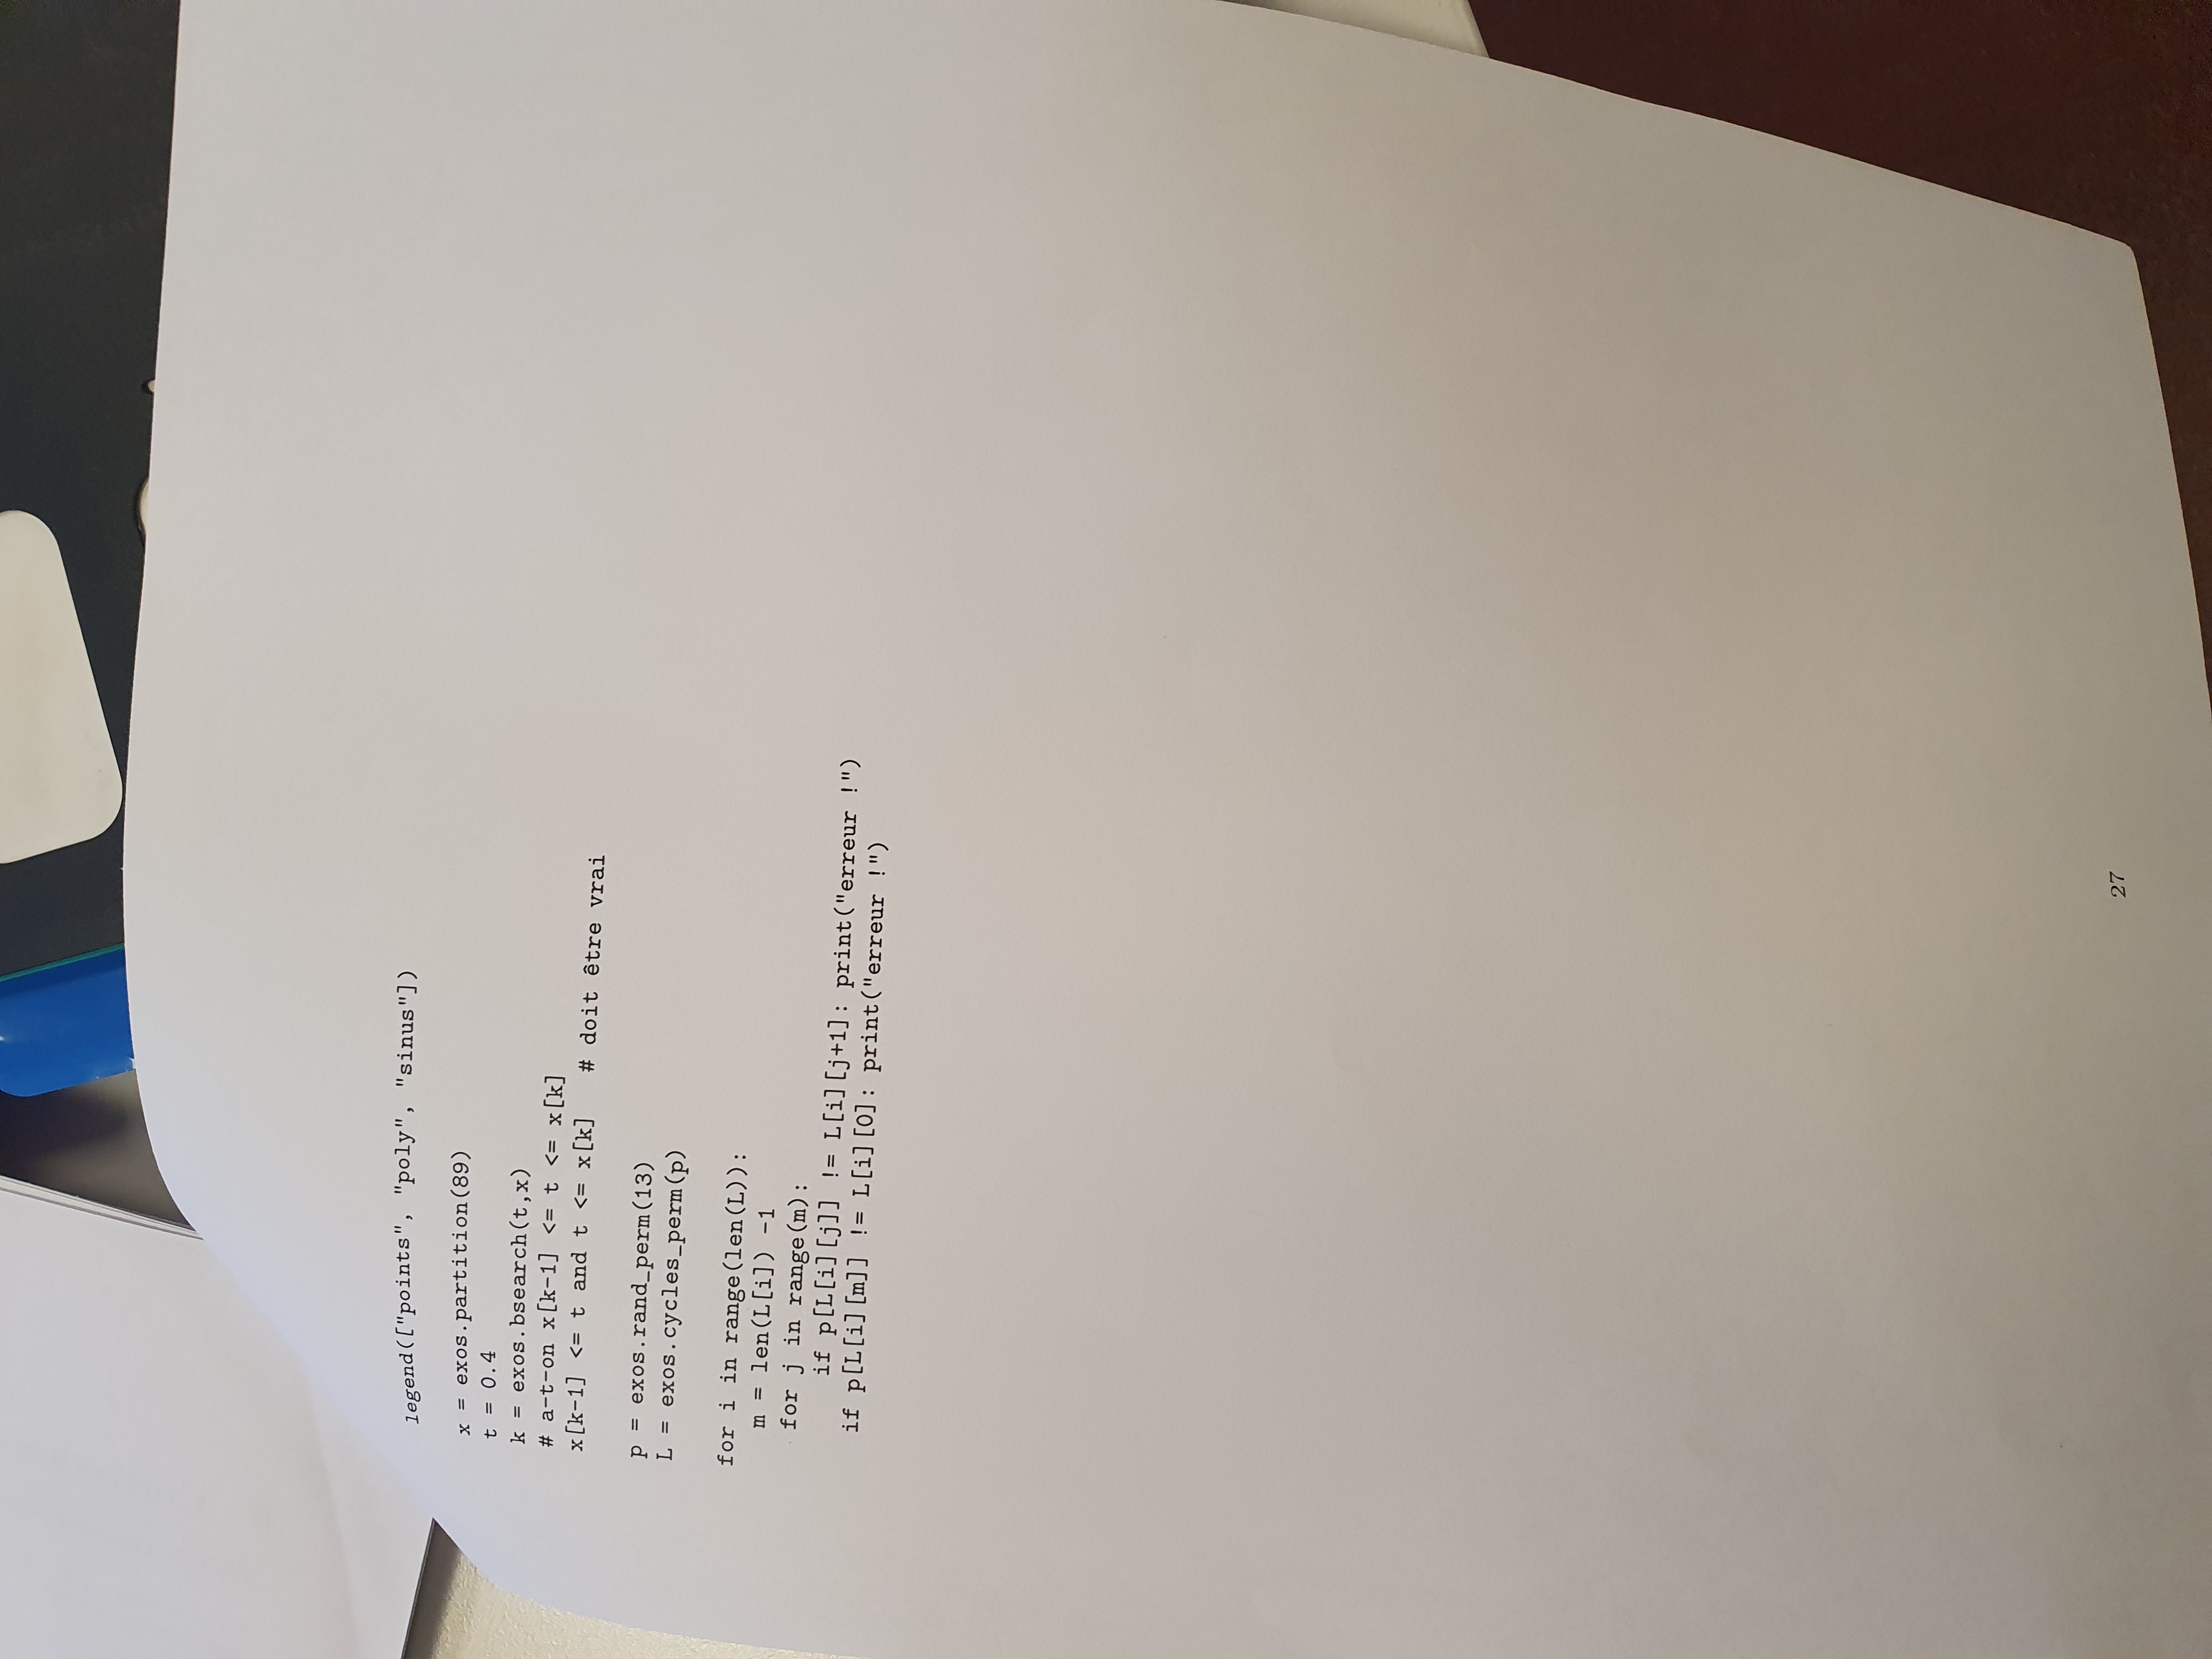 legend(["points", "poly", "sinus"])
x = exos.partition(89)
t = 0.4
k = exos.bsearch(t,x)
# a-t-on x[k-1] <= t <= x[k]
x[k-1] <= t and t <= x[k]   # doit être vrai
p = exos.rand_perm(13)
L = exos.cycles_perm(p)
for i in range(len(L)):
   m = len(L[i]) -1
   for j in range(m):
       if p[L[i][j]] != L[i][j+1]: print("erreur !")
   if p[L[i][m]] != L[i][0]: print("erreur !")
27